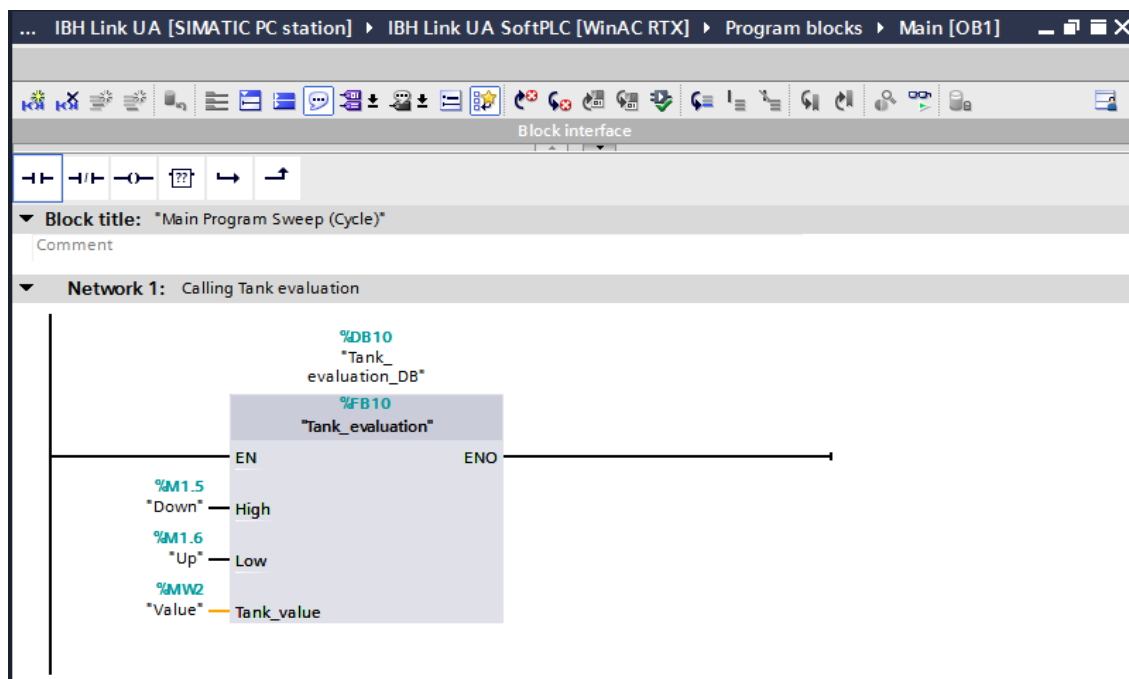 ... IBH Link UA [SIMATIC PC station] ▸ IBH Link UA SoftPLC [WinAC RTX] ▸ Program blocks ▸ Main [OB1]
Block interface
??
Block title: "Main Program Sweep (Cycle)"
Comment
Network 1: Calling Tank evaluation
%DB10
"Tank_
evaluation_DB"
%FB10
"Tank_evaluation"
EN ENO
%M1.5
"Down" High
%M1.6
"Up" Low
%MW2
"Value" Tank_value